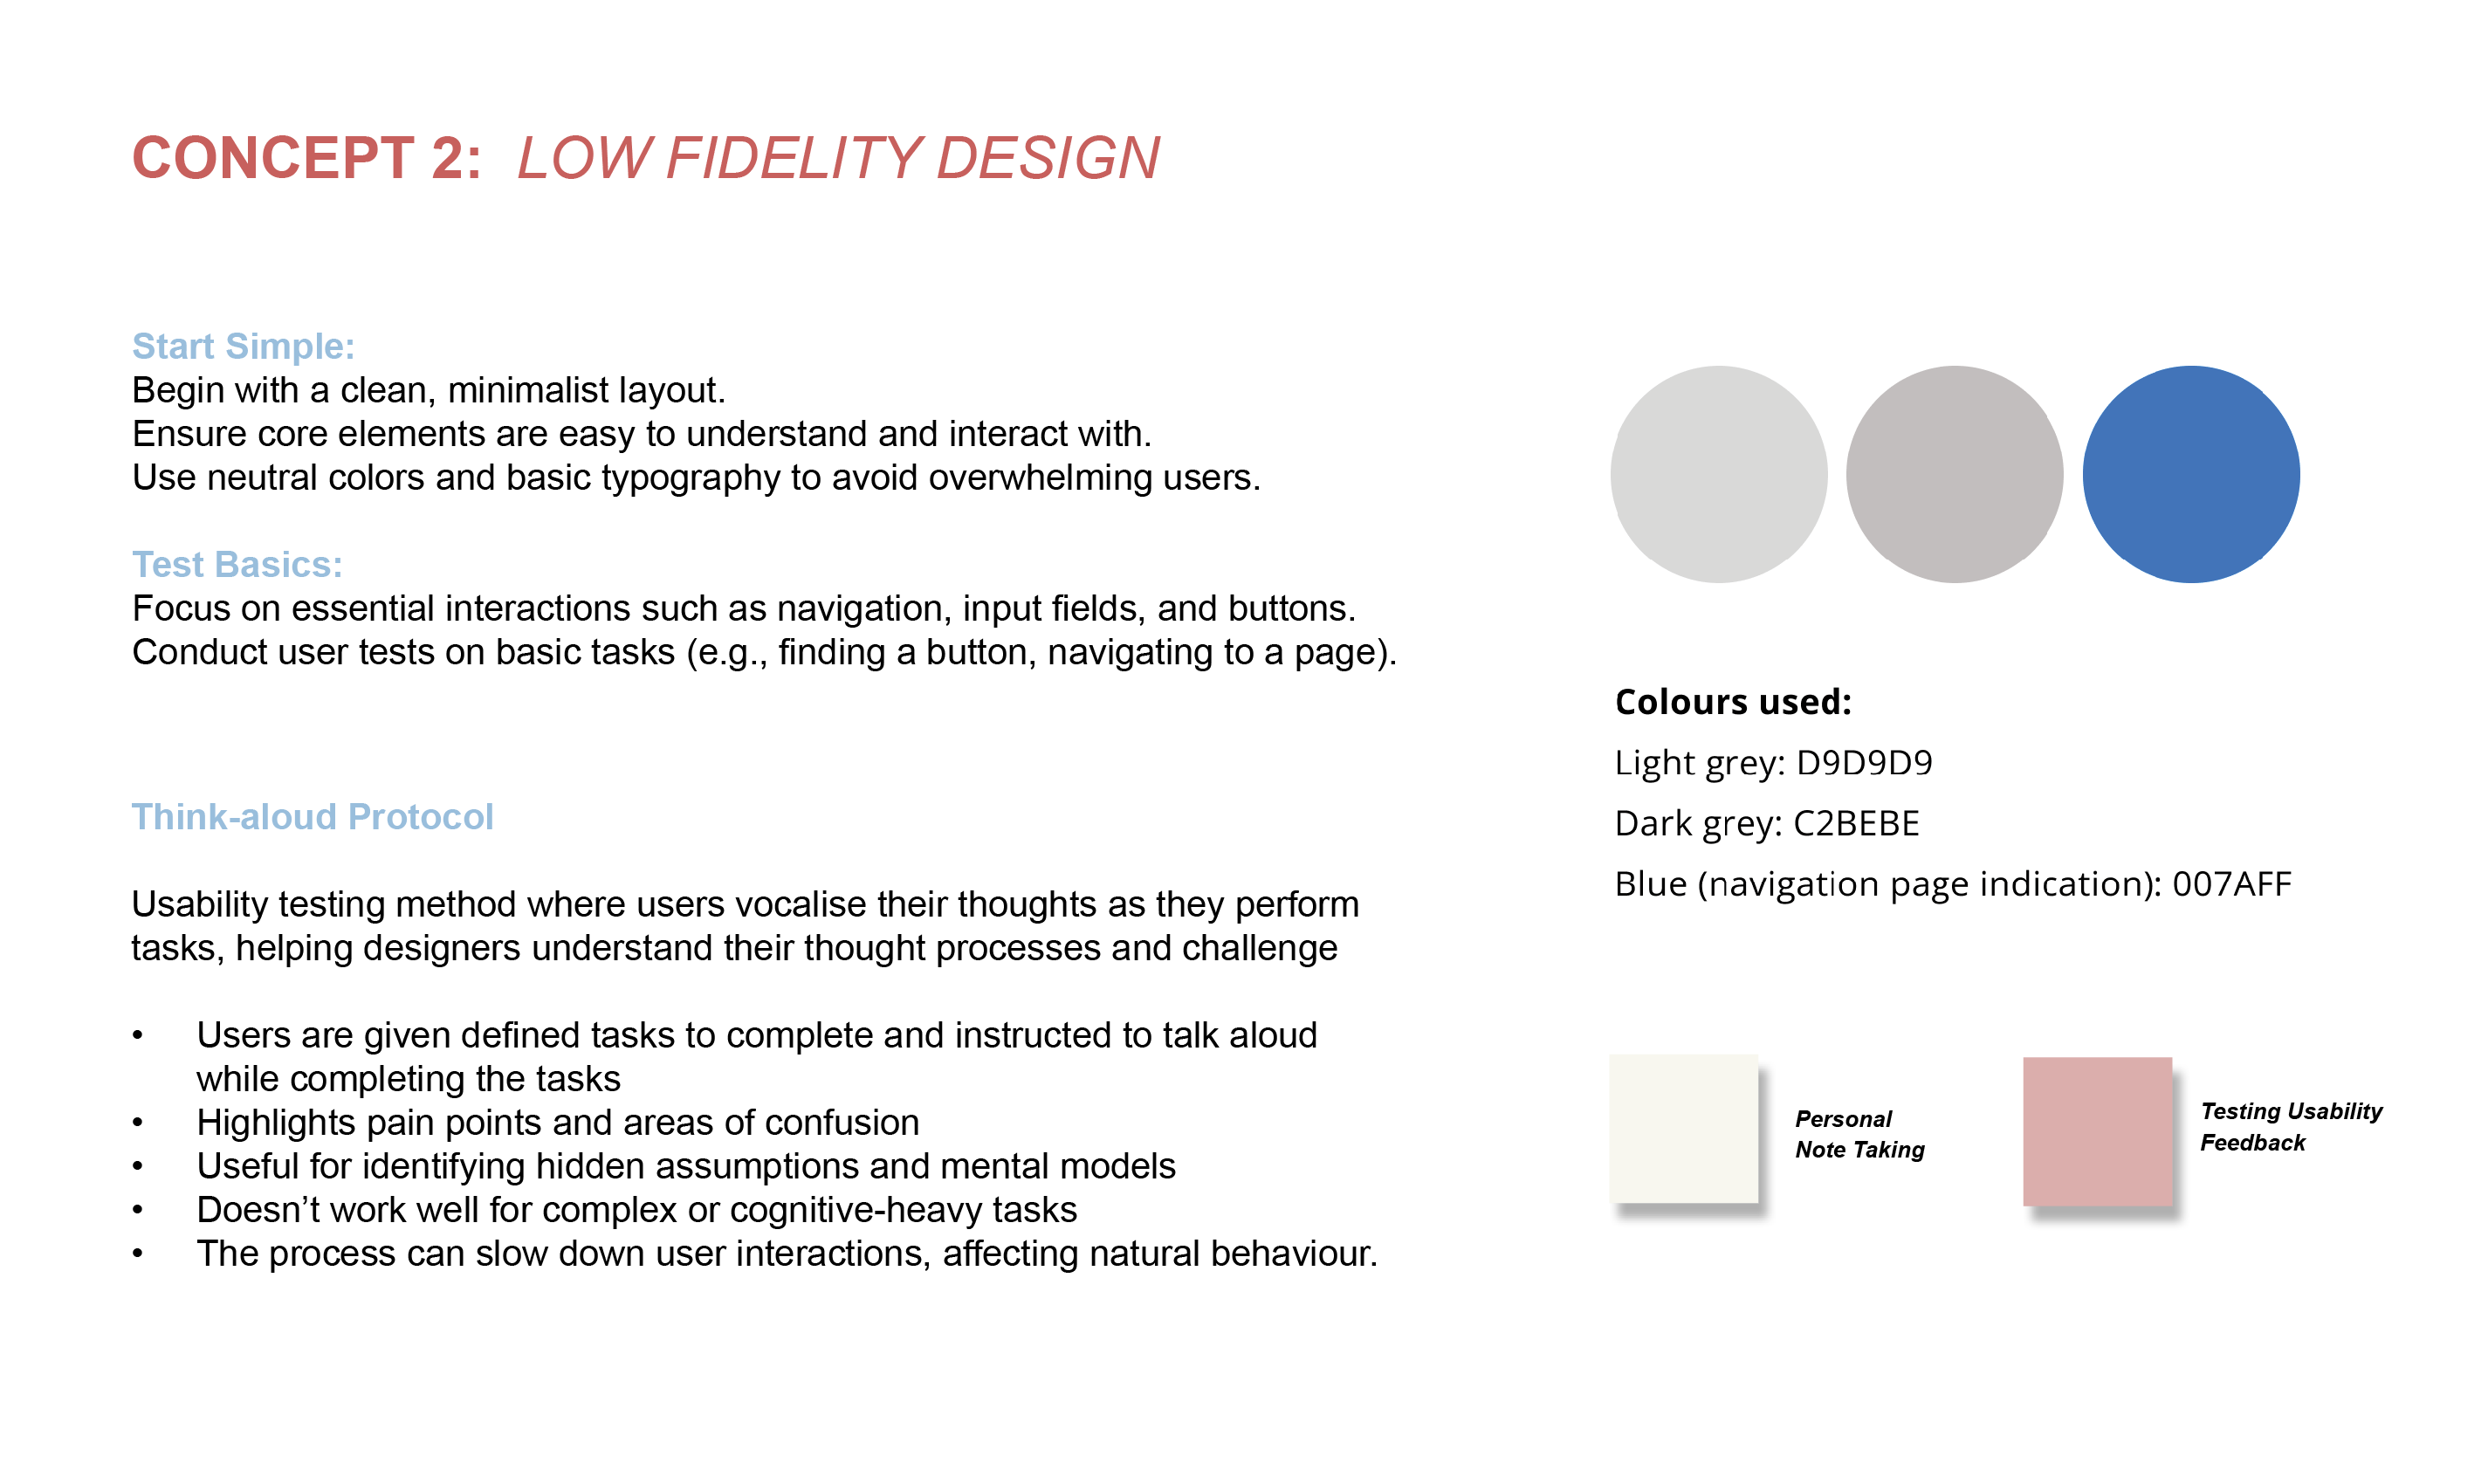 CONCEPT 2: LOW FIDELITY DESIGN
Start Simple:
Begin with a clean, minimalist layout.
Ensure core elements are easy to understand and interact with.
Use neutral colors and basic typography to avoid overwhelming users.
Test Basics:
Focus on essential interactions such as navigation, input fields, and buttons.
Conduct user tests on basic tasks (e.g., finding a button, navigating to a page).
Think-aloud Protocol
Usability testing method where users vocalise their thoughts as they perform
tasks, helping designers understand their thought processes and challenge
• Users are given defined tasks to complete and instructed to talk aloud
while completing the tasks
• Highlights pain points and areas of confusion
• Useful for identifying hidden assumptions and mental models
• Doesn’t work well for complex or cognitive-heavy tasks
• The process can slow down user interactions, affecting natural behaviour.
Colours used:
Light grey: D9D9D9
Dark grey: C2BEBE
Blue (navigation page indication): 007AFF
Personal
Note Taking
Testing Usability
Feedback